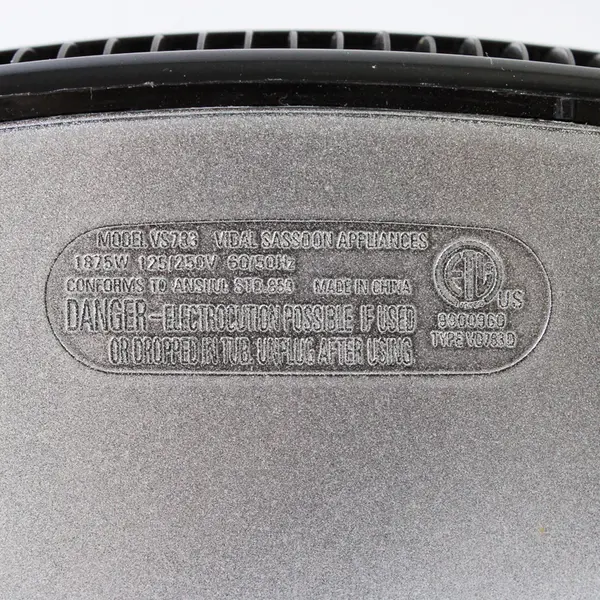 MODEL VS783 VIDAL SASSOON APPLIANCES
1875W 125/250V 60/50Hz
CONFORMS TO ANSI/UL STD. 859 MADE IN CHINA
DANGER–ELECTROCUTION POSSIBLE IF USED
OR DROPPED IN TUB. UNPLUG AFTER USING.
ETL US
TYPE